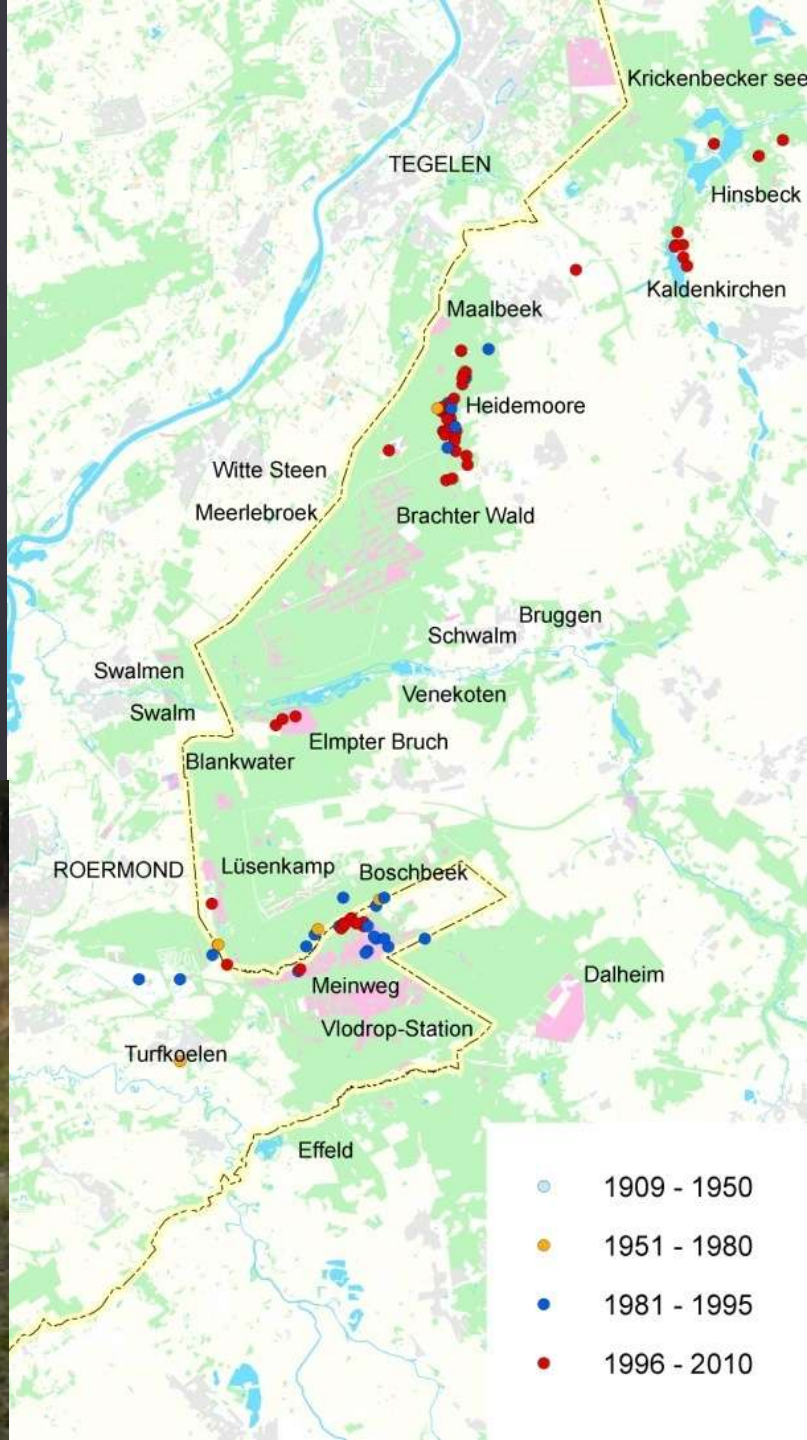 Krickenbecker see
TEGELEN
Hinsbeck
Kaldenkirchen
Maalbeek
Heidemoore
Witte Steen
Meerlebroek
Brachter Wald
Bruggen
Schwalm
Swalmen
Venekoten
Swalm
Elmpter Bruch
Blankwater
ROERMOND
Lüsenkamp
Boschbeek
Dalheim
Meinweg
Vlodrop-Station
Turfkoelen
Effeld
1909 - 1950
1951 - 1980
1981 - 1995
1996 - 2010